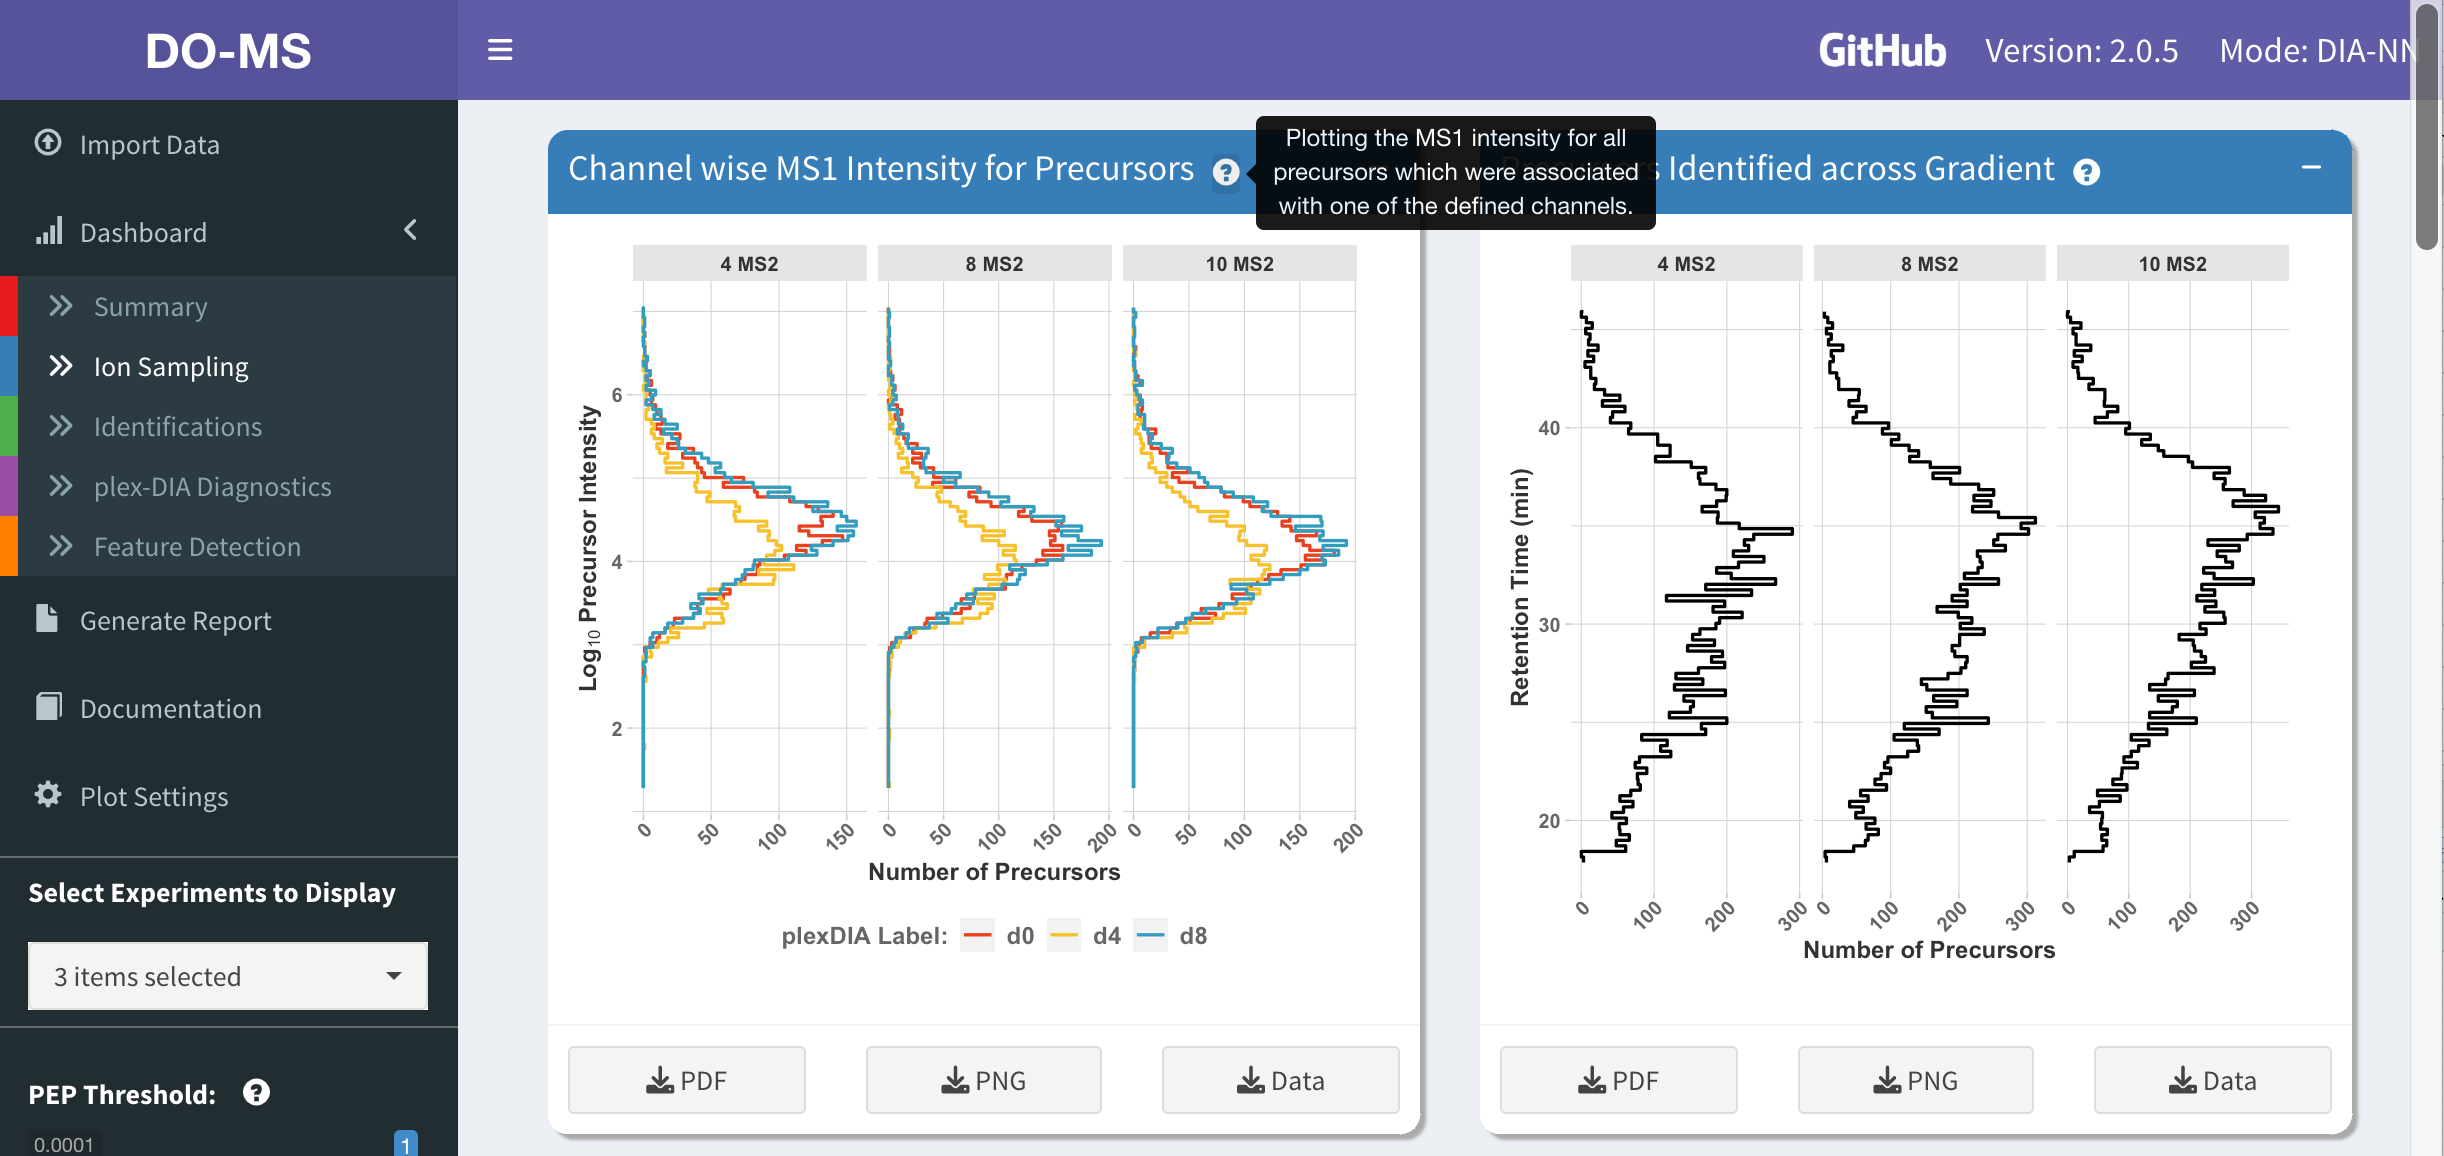 DO-MS
GitHub Version: 2.0.5 Mode: DIA-NN
Import Data
Dashboard
Summary
Ion Sampling
Identifications
plex-DIA Diagnostics
Feature Detection
Generate Report
Documentation
Plot Settings
Select Experiments to Display
3 items selected
PEP Threshold: ?
0.0001 1
Channel wise MS1 Intensity for Precursors ?
Plotting the MS1 intensity for all
precursors which were associated
with one of the defined channels.
4 MS2 8 MS2 10 MS2
Log10 Precursor Intensity
6
4
2
0 50 100 150 0 50 100 150 200 0 50 100 150 200
Number of Precursors
plexDIA Label: d0 d4 d8
PDF PNG Data
Precursors Identified across Gradient ?
4 MS2 8 MS2 10 MS2
Retention Time (min)
40
30
20
0 100 200 300 0 100 200 300 0 100 200 300
Number of Precursors
PDF PNG Data